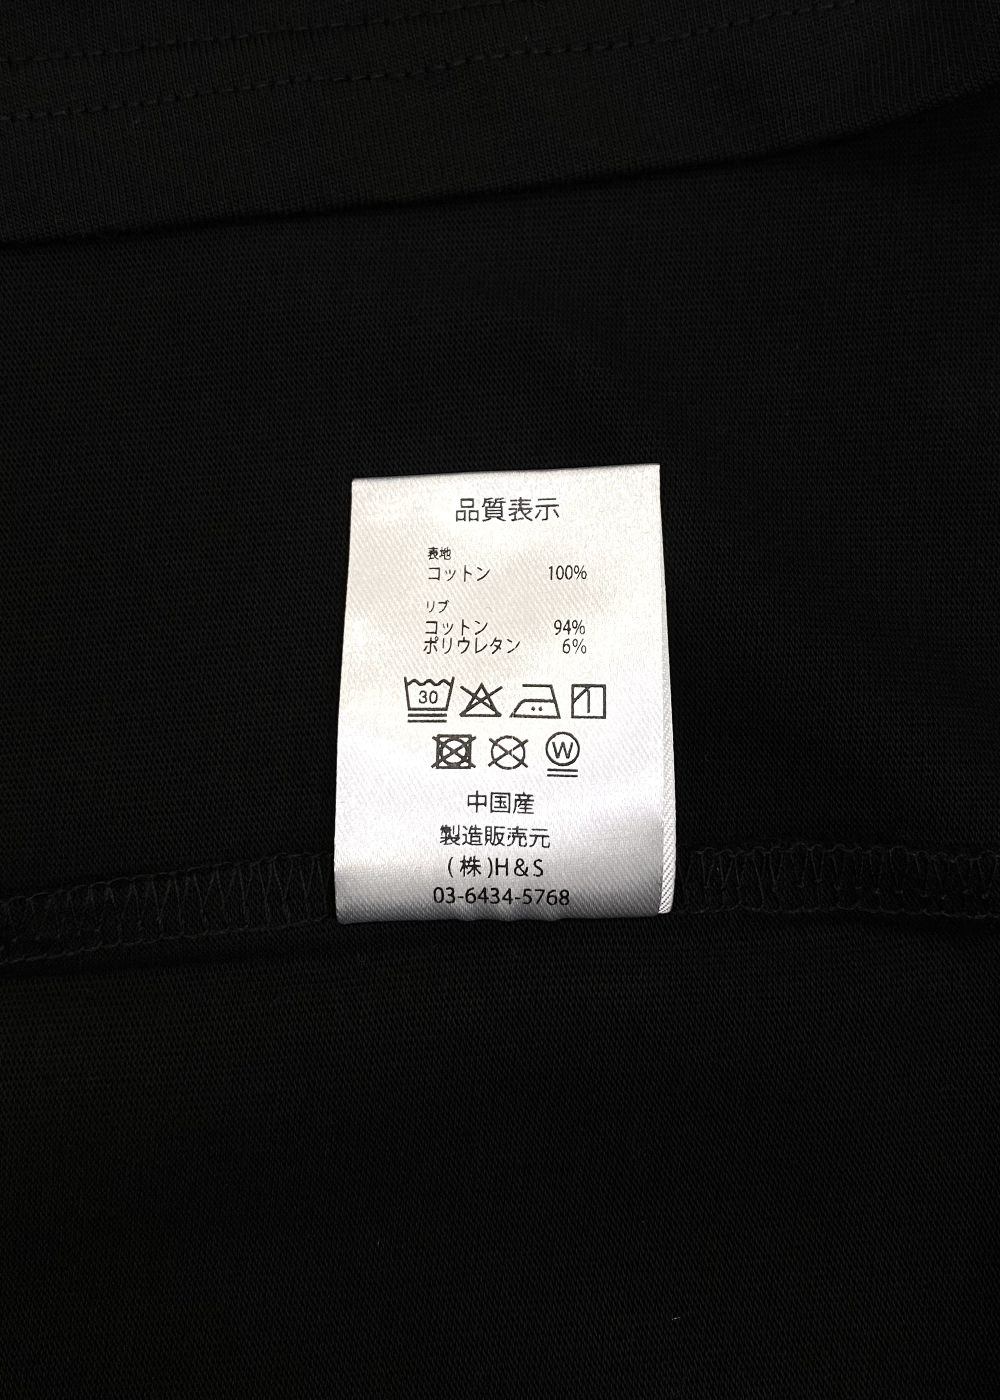 品質表示
表地
コットン 100%
リブ
コットン 94%
ポリウレタン 6%
30
W
中国産
製造販売元
(株)H&S
03-6434-5768